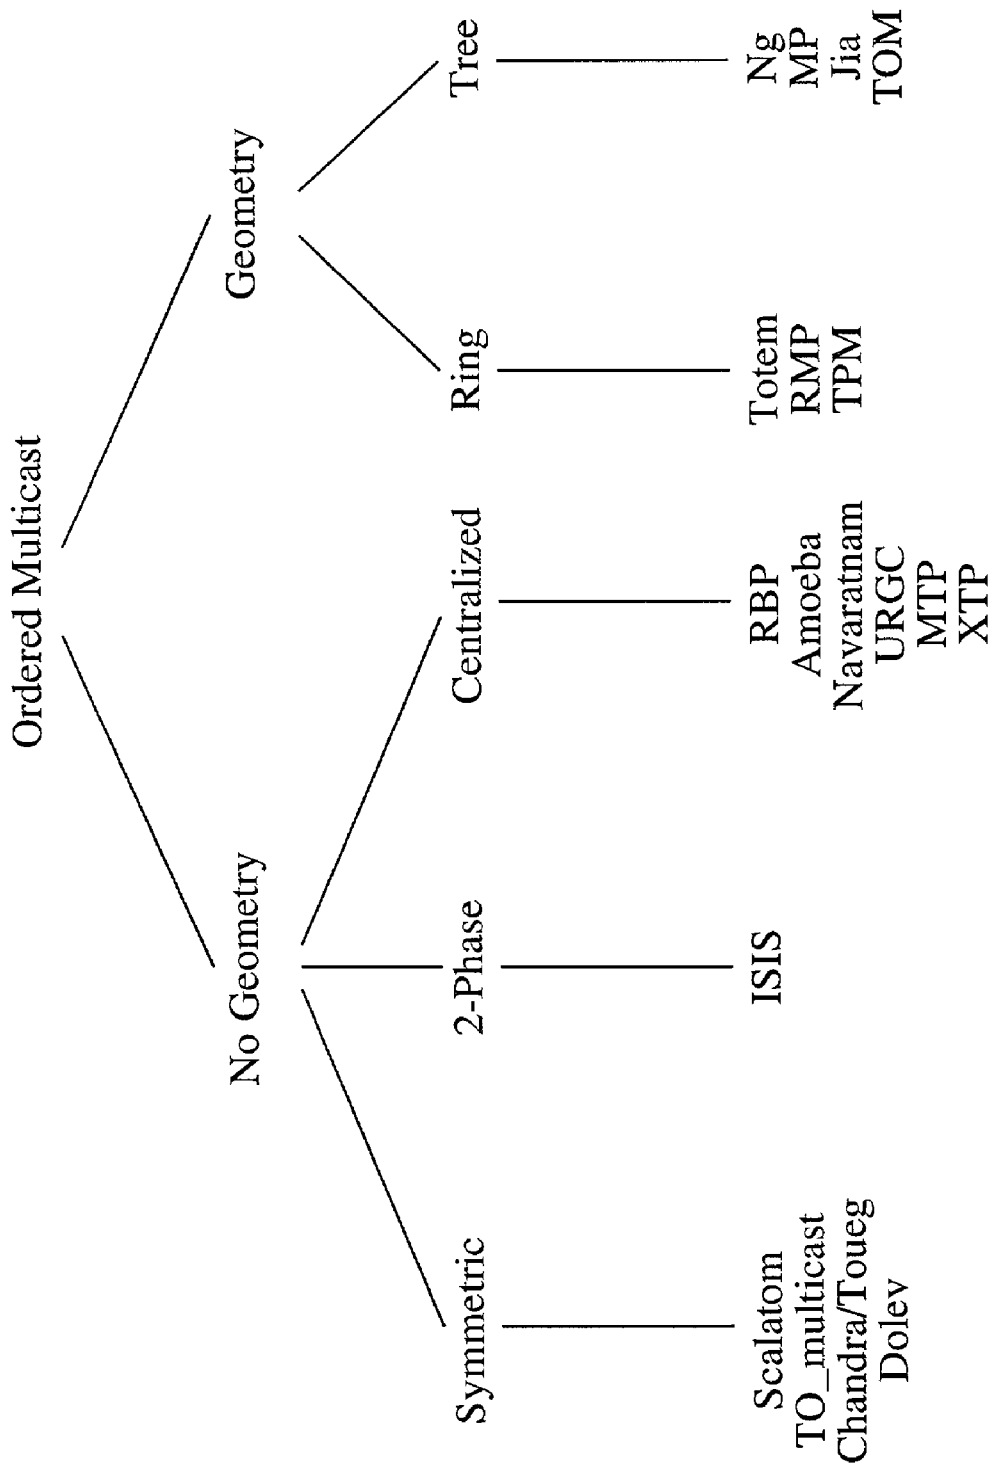 Ordered Multicast
No Geometry
Geometry
Symmetric
2-Phase
Centralized
Ring
Tree
Scalatom
TO_multicast
Chandra/Toueg
Dolev
ISIS
RBP
Amoeba
Navaratnam
URGC
MTP
XTP
Totem
RMP
TPM
Ng
MP
Jia
TOM